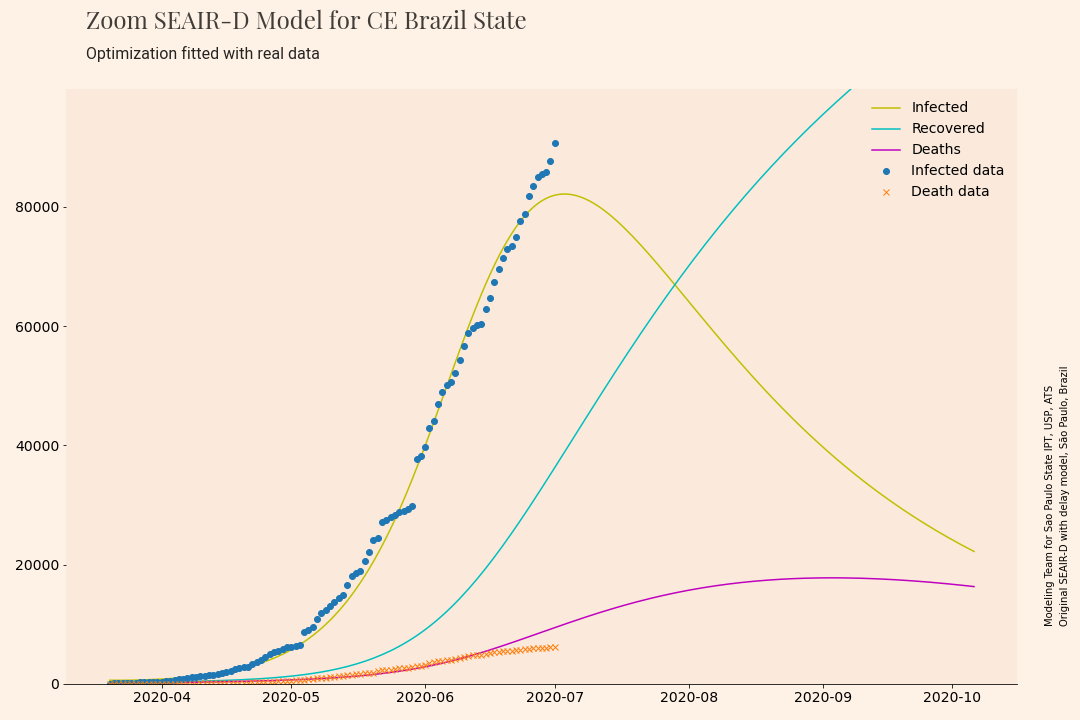 Zoom SEAIR-D Model for CE Brazil State
Optimization fitted with real data
Infected
Recovered
Deaths
Infected data
Death data
80000
60000
40000
20000
0
2020-04
2020-05
2020-06
2020-07
2020-08
2020-09
2020-10
Modeling Team for Sao Paulo State IPT, USP, ATS
Original SEAIR-D with delay model, São Paulo, Brazil